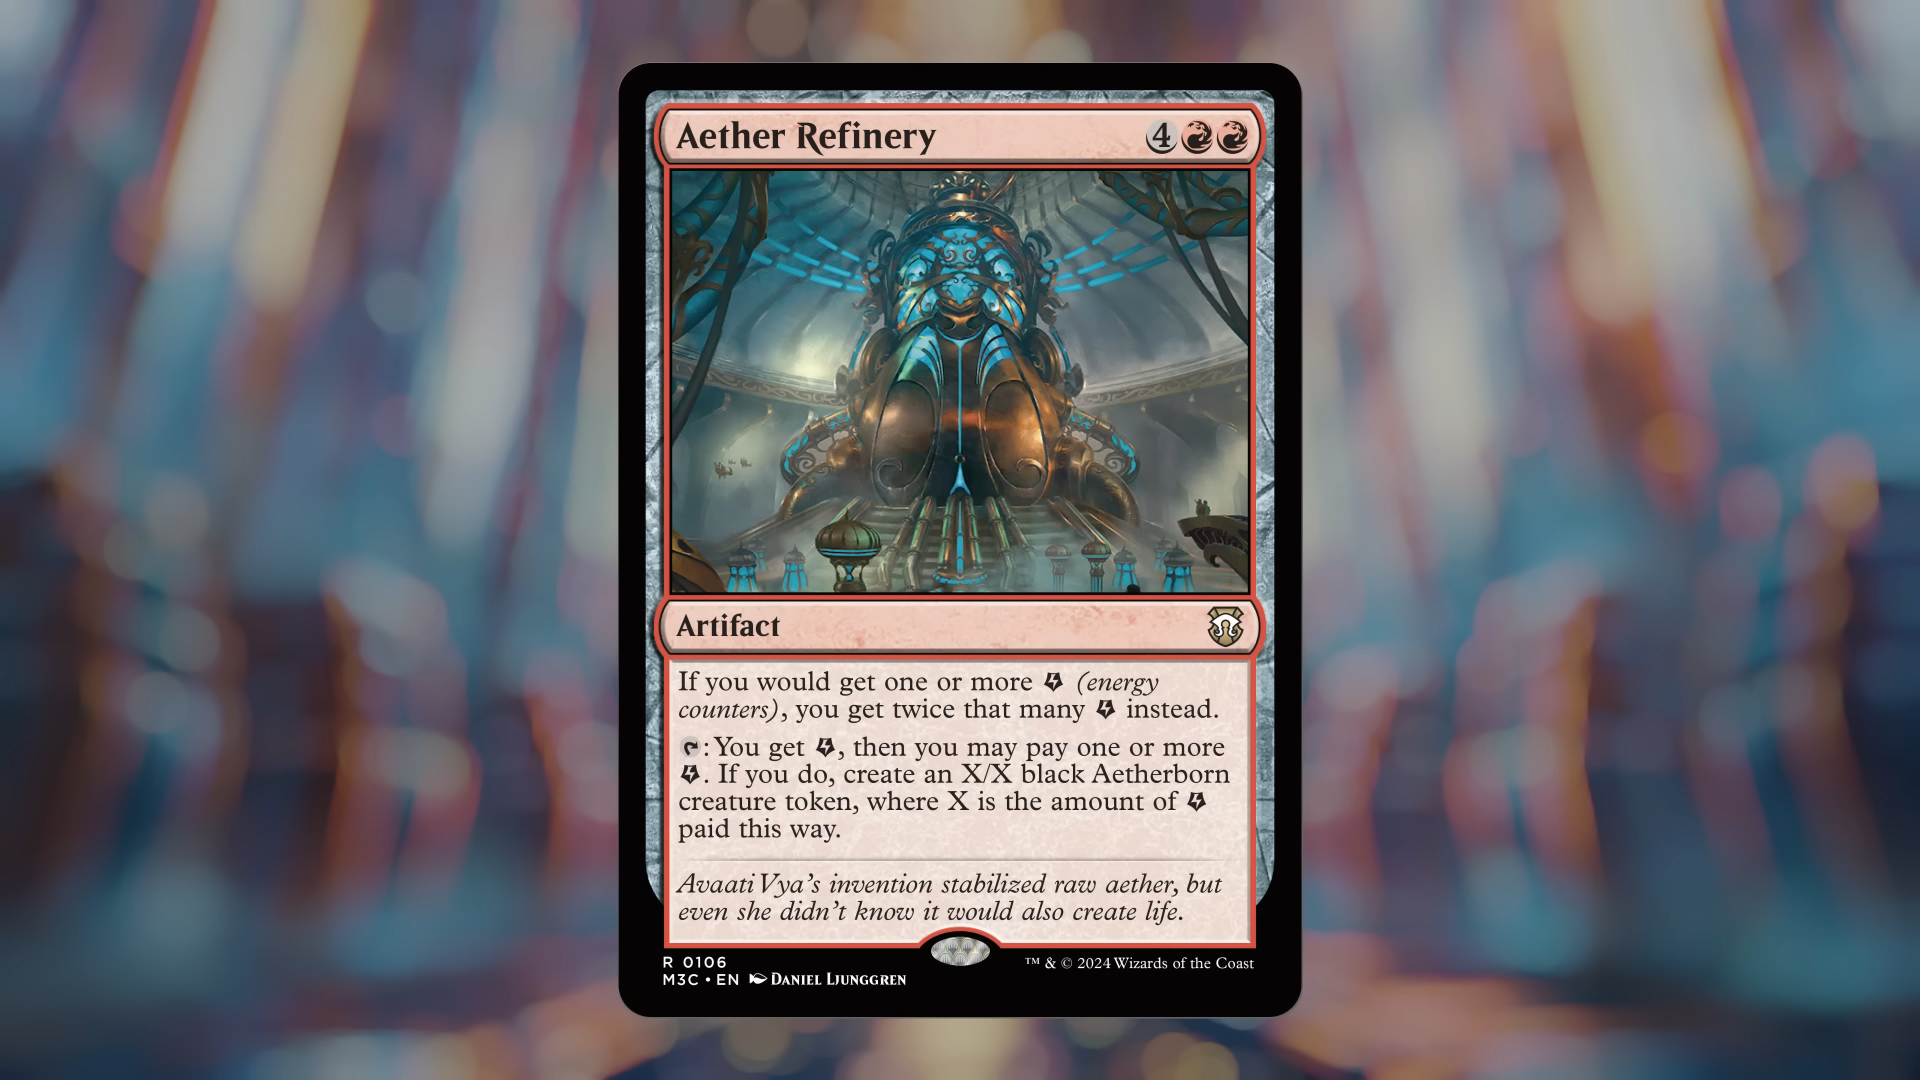 Aether Refinery 4
Artifact
If you would get one or more (energy
counters), you get twice that many instead.
: You get , then you may pay one or more
. If you do, create an X/X black Aetherborn
creature token, where X is the amount of
paid this way.
Avaati Vya's invention stabilized raw aether, but
even she didn't know it would also create life.
R 0106
M3C • EN DANIEL LJUNGGREN
™ & © 2024 Wizards of the Coast